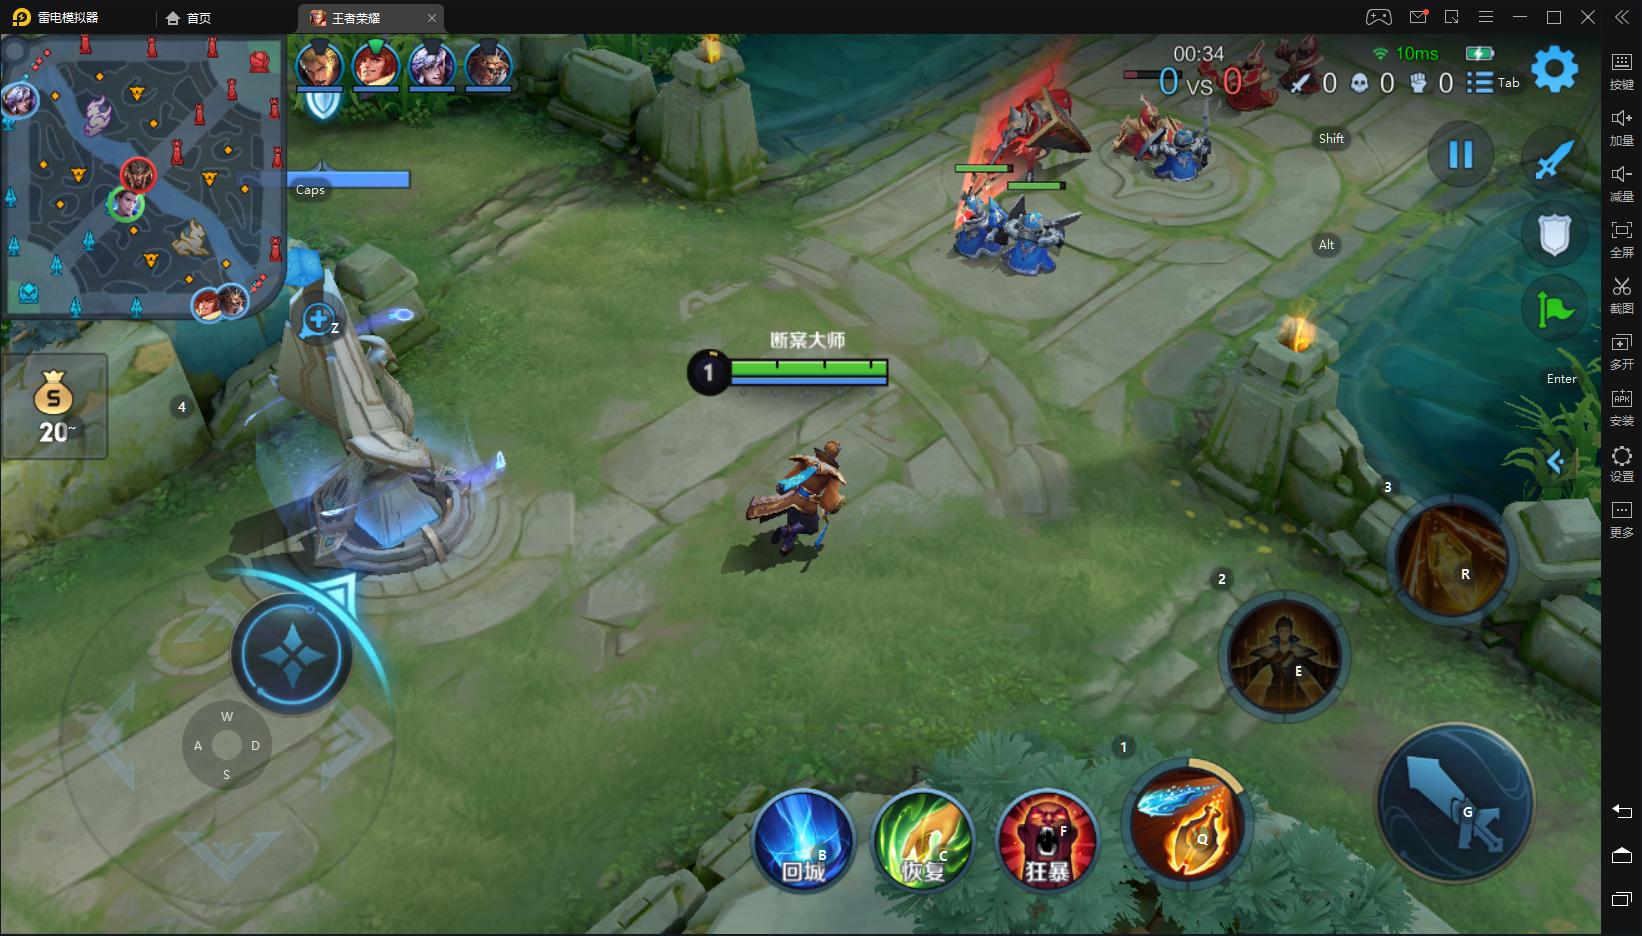 雷电模拟器
首页
王者荣耀
00:34
10ms
0 VS 0
0
0
0
Tab
按键
加量
减量
全屏
截图
多开
安装
设置
更多
Shift
Alt
Enter
Caps
Z
4
S
20~
断案大师
1
3
R
2
E
W
A
D
S
1
B
回城
C
恢复
F
狂暴
Q
G
APK